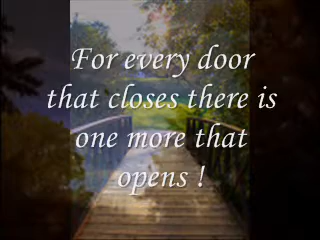 For every door
that closes there is
one more that
opens !